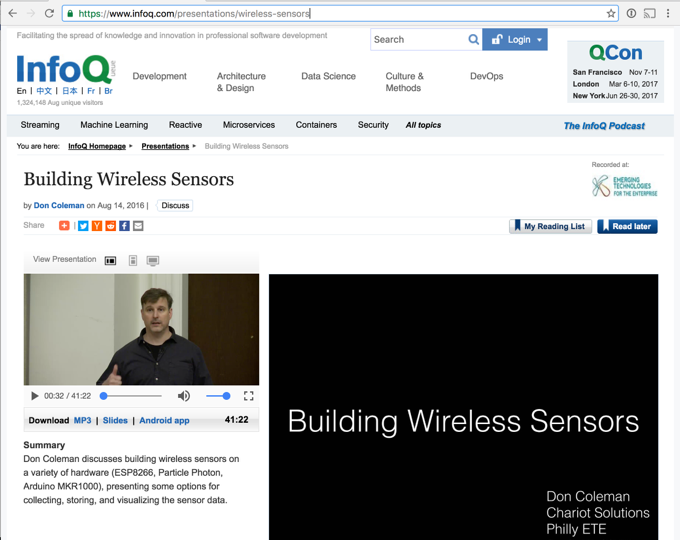 https://www.infoq.com/presentations/wireless-sensors
Facilitating the spread of knowledge and innovation in professional software development
Search
Login
InfoQ
En | 中文 | 日本 | Fr | Br
1,324,148 Aug unique visitors
Development
Architecture & Design
Data Science
Culture & Methods
DevOps
QCon
San Francisco Nov 7-11
London Mar 6-10, 2017
New York Jun 26-30, 2017
Streaming
Machine Learning
Reactive
Microservices
Containers
Security
All topics
The InfoQ Podcast
You are here: InfoQ Homepage Presentations Building Wireless Sensors
Recorded at:
EMERGING
TECHNOLOGIES
FOR THE ENTERPRISE
Building Wireless Sensors
by Don Coleman on Aug 14, 2016 | Discuss
Share
My Reading List
Read later
View Presentation
00:32 / 41:22
Download MP3 | Slides | Android app 41:22
Summary
Don Coleman discusses building wireless sensors on
a variety of hardware (ESP8266, Particle Photon,
Arduino MKR1000), presenting some options for
collecting, storing, and visualizing the sensor data.
Building Wireless Sensors
Don Coleman
Chariot Solutions
Philly ETE